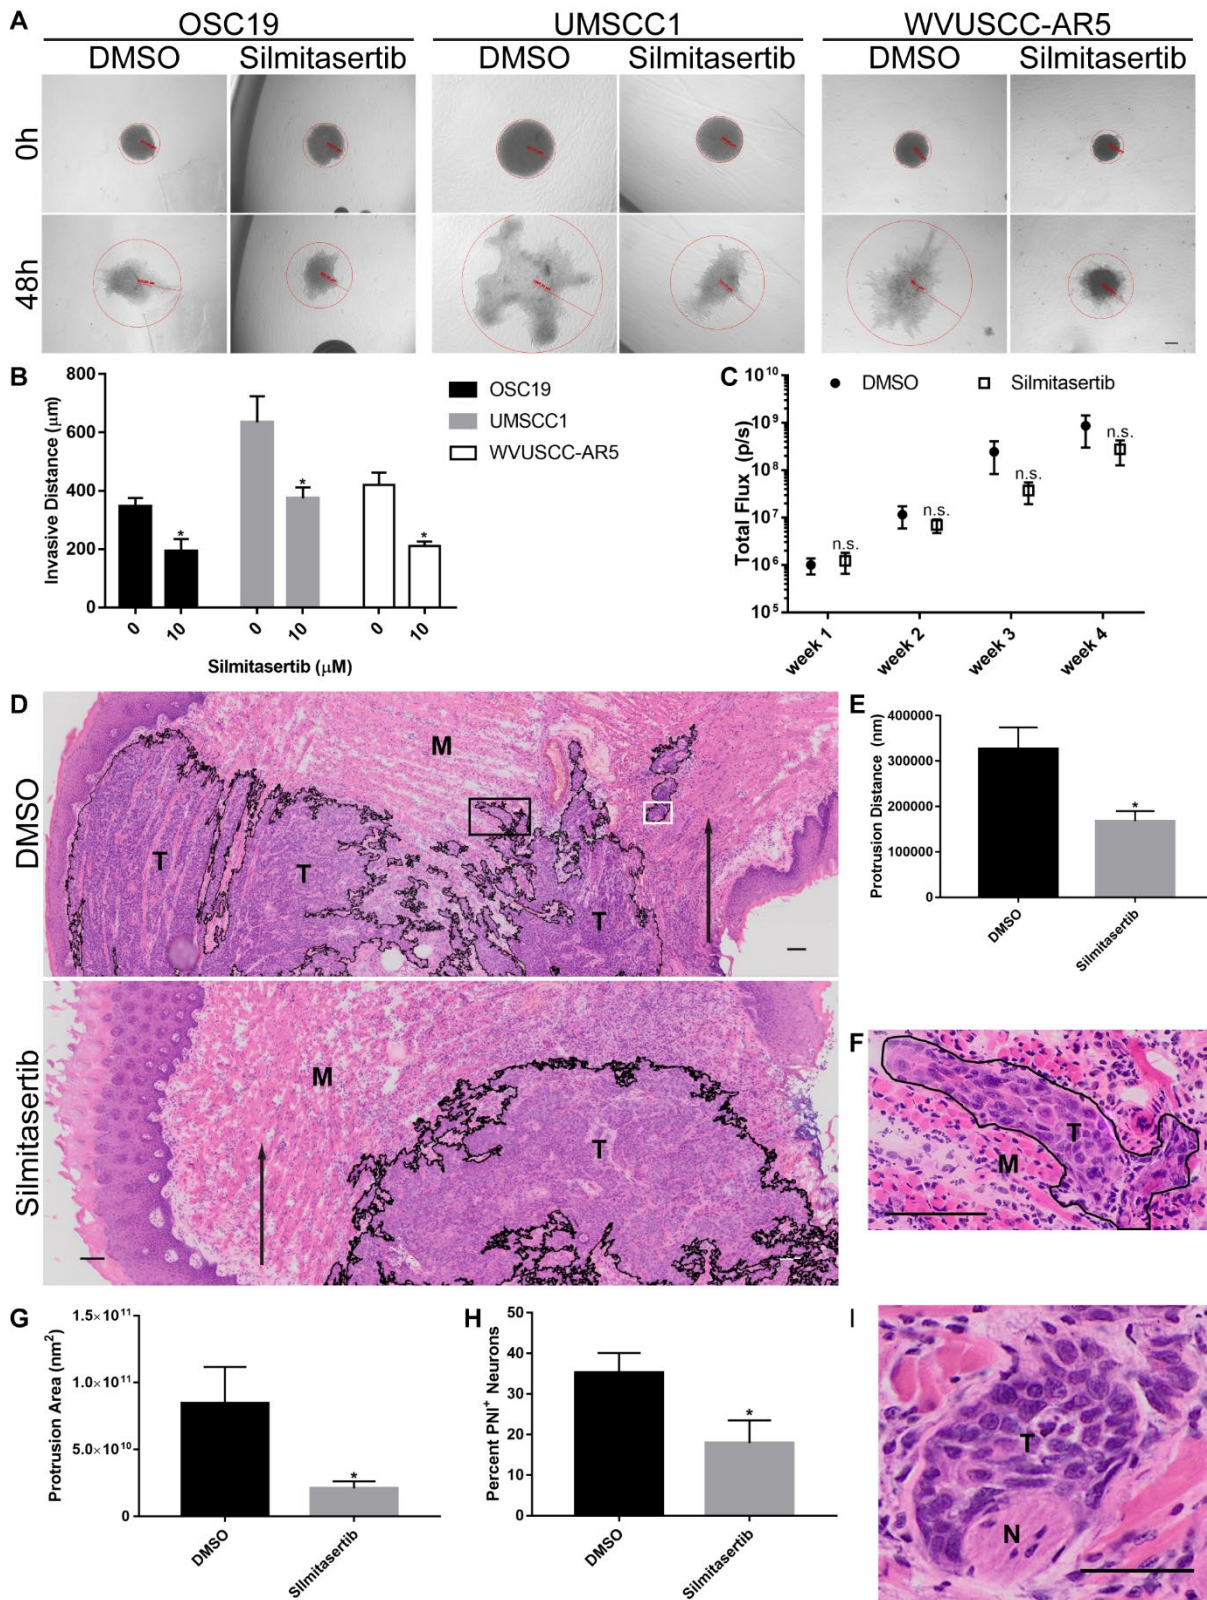 A
OSC19 UMSCC1 WVUSCC-AR5
DMSO Silmitasertib DMSO Silmitasertib DMSO Silmitasertib
0h
48h
B
Invasive Distance (μm)
800
600
400
200
0
0 10 0 10 0 10
Silmitasertib (μM)
OSC19
UMSCC1
WVUSCC-AR5
* * *
C
DMSO Silmitasertib
Total Flux (p/s)
10^10
10^9
10^8
10^7
10^6
10^5
n.s. n.s. n.s. n.s.
week 1 week 2 week 3 week 4
D
DMSO
M
T T T
Silmitasertib
M
T
E
Protrusion Distance (nm)
400000
300000
200000
100000
0
*
DMSO Silmitasertib
F
T
M
G
Protrusion Area (nm²)
1.5×10^11
1.0×10^11
5.0×10^10
0
*
DMSO Silmitasertib
H
Percent PNI⁺ Neurons
50
40
30
20
10
0
*
DMSO Silmitasertib
I
T
N